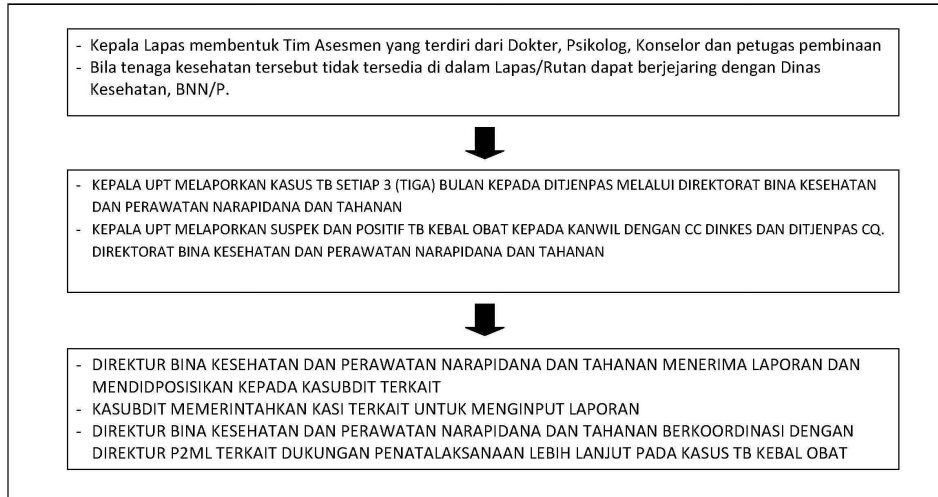 - Kepala Lapas membentuk Tim Asesmen yang terdiri dari Dokter, Psikolog, Konselor dan petugas pembinaan
- Bila tenaga kesehatan tersebut tidak tersedia di dalam Lapas/Rutan dapat berjejaring dengan Dinas
Kesehatan, BNN/P.
- KEPALA UPT MELAPORKAN KASUS TB SETIAP 3 (TIGA) BULAN KEPADA DITJENPAS MELALUI DIREKTORAT BINA KESEHATAN
DAN PERAWATAN NARAPIDANA DAN TAHANAN
- KEPALA UPT MELAPORKAN SUSPEK DAN POSITIF TB KEBAL OBAT KEPADA KANWIL DENGAN CC DINKES DAN DITJENPAS CQ.
DIREKTORAT BINA KESEHATAN DAN PERAWATAN NARAPIDANA DAN TAHANAN
- DIREKTUR BINA KESEHATAN DAN PERAWATAN NARAPIDANA DAN TAHANAN MENERIMA LAPORAN DAN
MENDIDPOSISIKAN KEPADA KASUBDIT TERKAIT
- KASUBDIT MEMERINTAHKAN KASI TERKAIT UNTUK MENGINPUT LAPORAN
- DIREKTUR BINA KESEHATAN DAN PERAWATAN NARAPIDANA DAN TAHANAN BERKOORDINASI DENGAN
DIREKTUR P2ML TERKAIT DUKUNGAN PENATALAKSANAAN LEBIH LANJUT PADA KASUS TB KEBAL OBAT